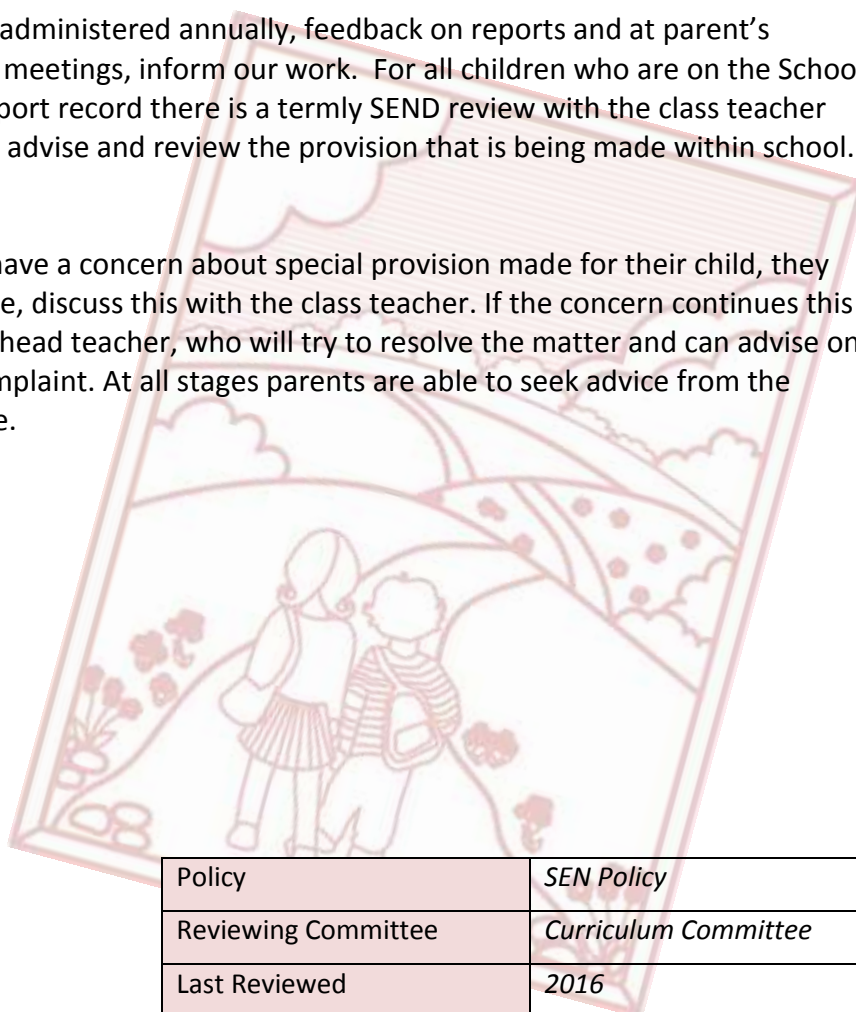 administered annually, feedback on reports and at parent’s
meetings, inform our work. For all children who are on the Schoo
port record there is a termly SEND review with the class teacher
advise and review the provision that is being made within school.
have a concern about special provision made for their child, they
e, discuss this with the class teacher. If the concern continues this
head teacher, who will try to resolve the matter and can advise on
mplaint. At all stages parents are able to seek advice from the
e.
Policy SEN Policy
Reviewing Committee Curriculum Committee
Last Reviewed 2016